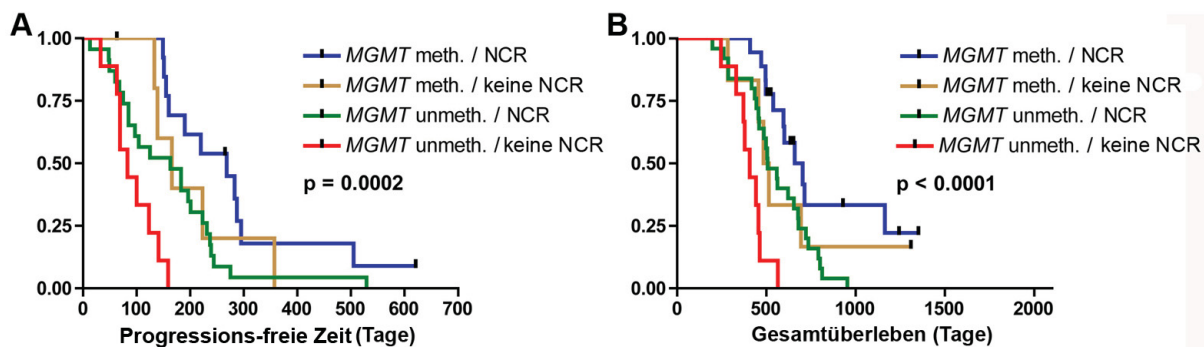 A
1.00
0.75
0.50
0.25
0.00
0 100 200 300 400 500 600 700
Progressions-freie Zeit (Tage)
MGMT meth. / NCR
MGMT meth. / keine NCR
MGMT unmeth. / NCR
MGMT unmeth. / keine NCR
p = 0.0002
B
1.00
0.75
0.50
0.25
0.00
0 500 1000 1500 2000
Gesamtüberleben (Tage)
MGMT meth. / NCR
MGMT meth. / keine NCR
MGMT unmeth. / NCR
MGMT unmeth. / keine NCR
p < 0.0001